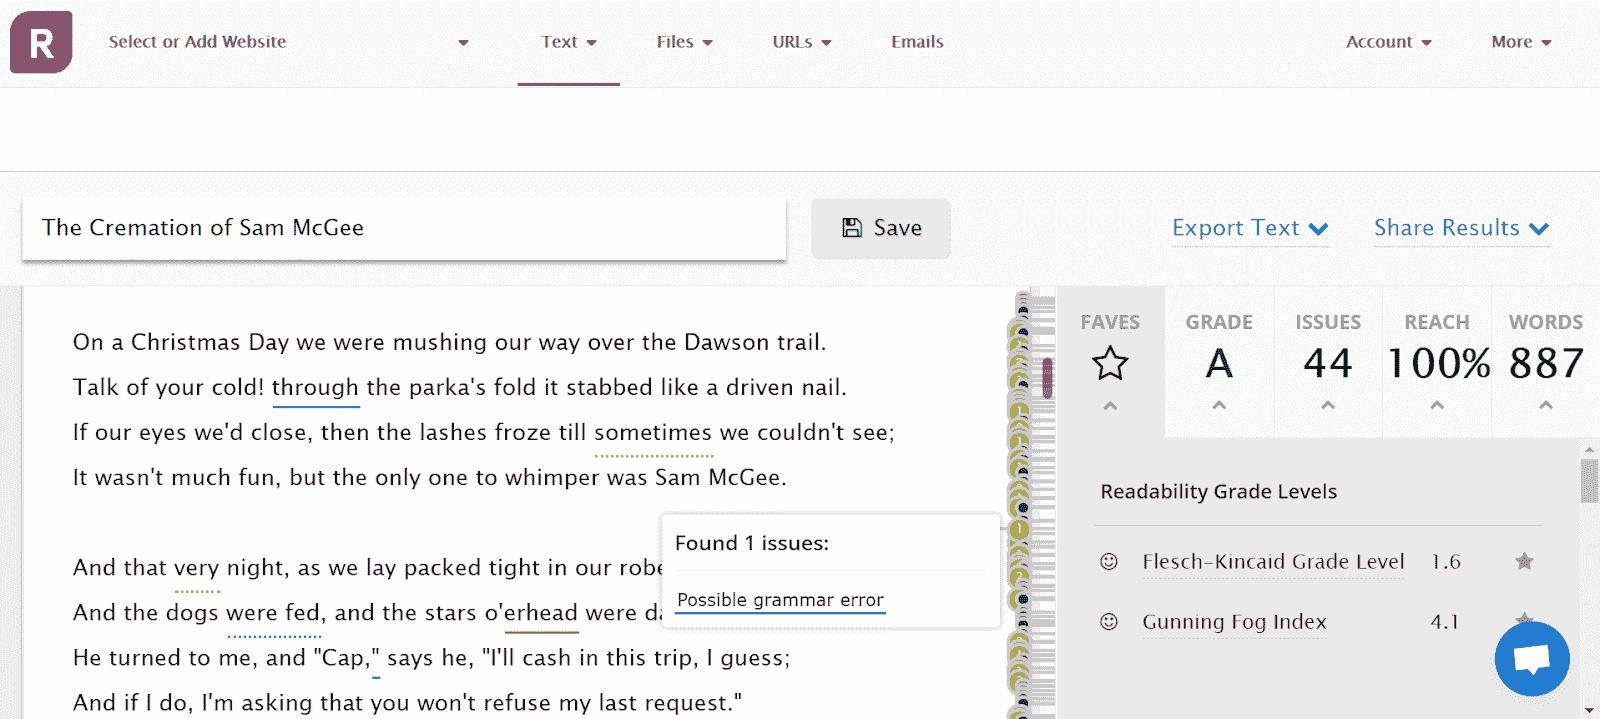 R
Select or Add Website
Text
Files
URLs
Emails
Account
More
The Cremation of Sam McGee
Save
Export Text
Share Results
On a Christmas Day we were mushing our way over the Dawson trail.
Talk of your cold! through the parka's fold it stabbed like a driven nail.
If our eyes we'd close, then the lashes froze till sometimes we couldn't see;
It wasn't much fun, but the only one to whimper was Sam McGee.
And that very night, as we lay packed tight in our robe
And the dogs were fed, and the stars o'erhead were
He turned to me, and "Cap," says he, "I'll cash in this trip, I guess;
And if I do, I'm asking that you won't refuse my last request."
Found 1 issues:
Possible grammar error
FAVES
GRADE
A
ISSUES
44
REACH
100%
WORDS
887
Readability Grade Levels
Flesch-Kincaid Grade Level 1.6
Gunning Fog Index 4.1